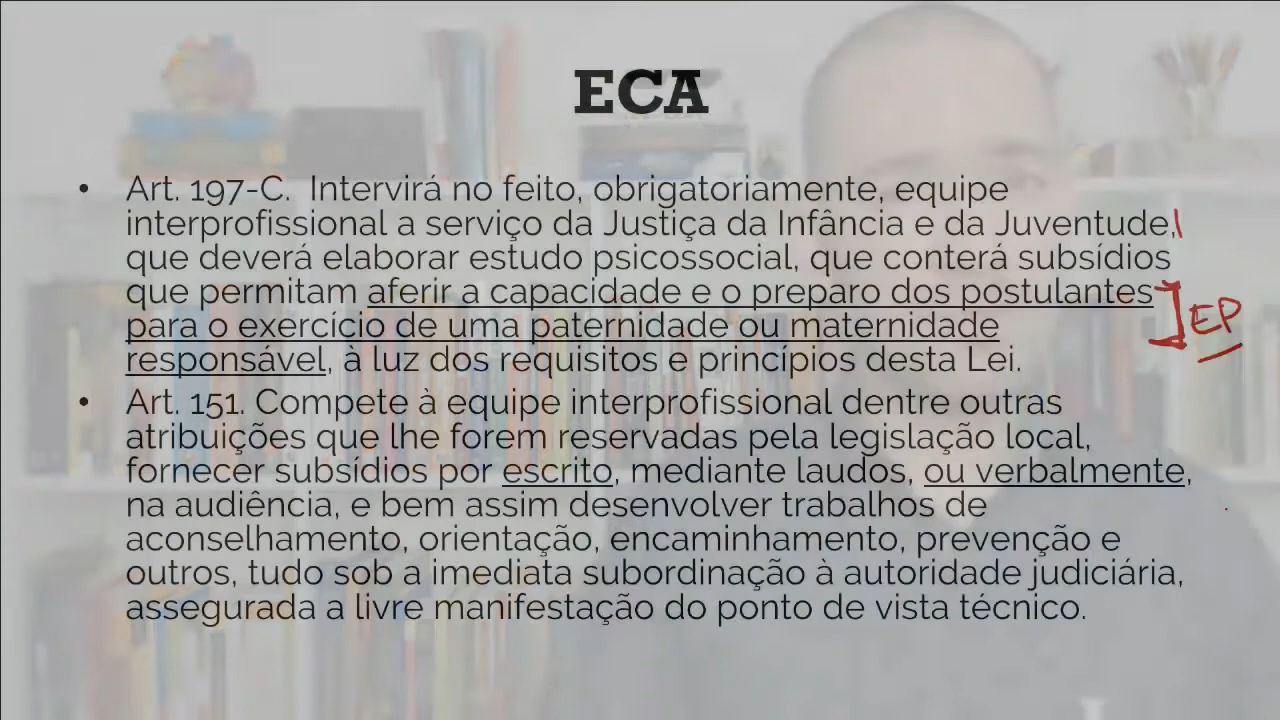 ECA
• Art. 197-C. Intervirá no feito, obrigatoriamente, equipe
interprofissional a serviço da Justiça da Infância e da Juventude,
que deverá elaborar estudo psicossocial, que conterá subsídios
que permitam aferir a capacidade e o preparo dos postulantes
para o exercício de uma paternidade ou maternidade
EP
responsável, à luz dos requisitos e princípios desta Lei.
• Art. 151. Compete à equipe interprofissional dentre outras
atribuições que lhe forem reservadas pela legislação local,
fornecer subsídios por escrito, mediante laudos, ou verbalmente,
na audiência, e bem assim desenvolver trabalhos de
aconselhamento, orientação, encaminhamento, prevenção e
outros, tudo sob a imediata subordinação à autoridade judiciária,
assegurada a livre manifestação do ponto de vista técnico.